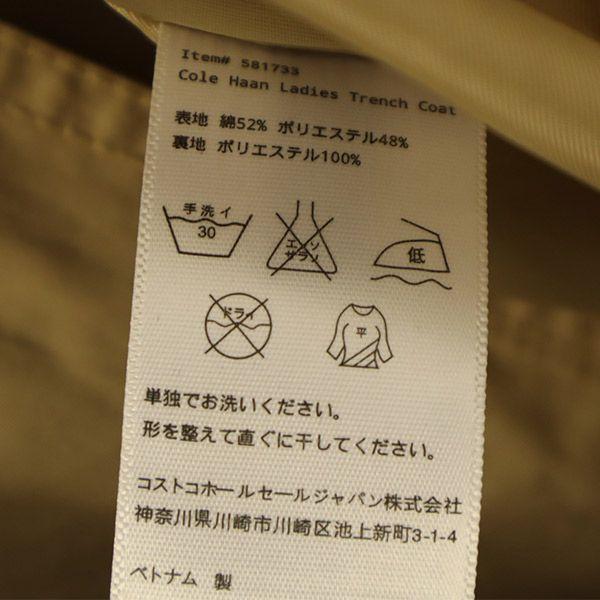 Item# 581733
Cole Haan Ladies Trench Coat
表地 綿52% ポリエステル48%
裏地 ポリエステル100%
手洗イ
30
エンソ
サラシ
低
ドライ
平
単独でお洗いください。
形を整えて直ぐに干してください。
コストコホールセールジャパン株式会社
神奈川県川崎市川崎区池上新町3-1-4
ベトナム 製